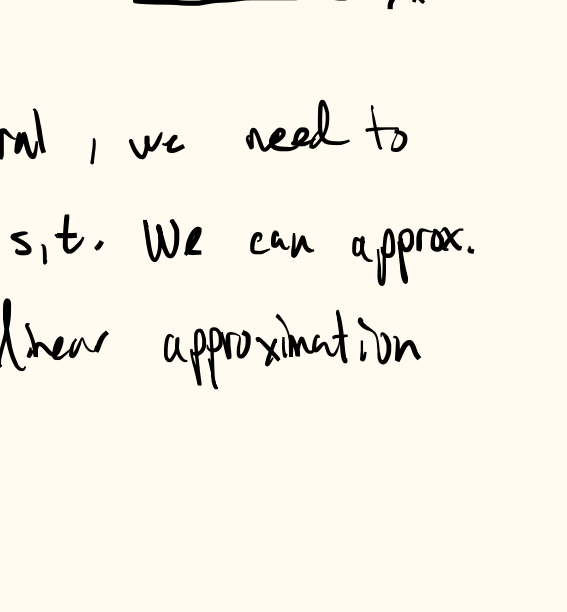 ral, we need to
s,t. We can approx.
linear approximation